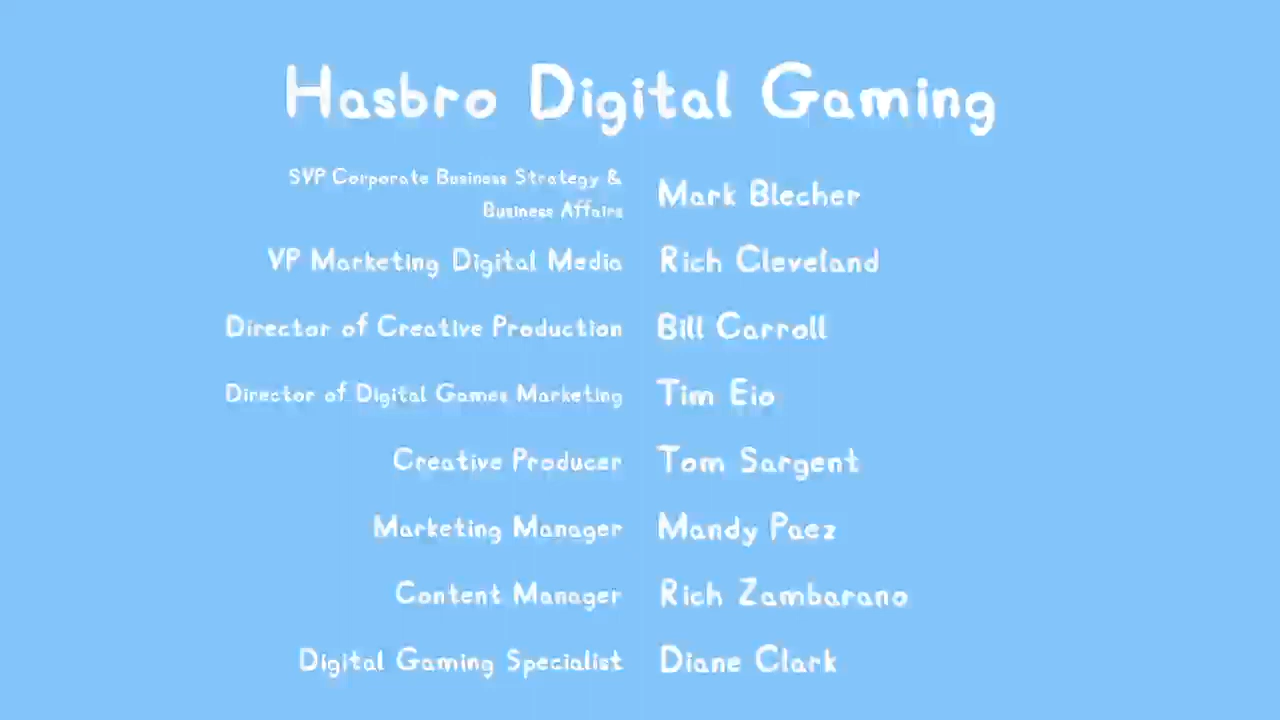 Hasbro Digital Gaming
SVP Corporate Business Strategy &
Business Affairs
Mark Blecher
VP Marketing Digital Media Rich Cleveland
Director of Creative Production Bill Carroll
Director of Digital Games Marketing Tim Eio
Creative Producer Tom Sargent
Marketing Manager Mandy Paez
Content Manager Rich Zambarano
Digital Gaming Specialist Diane Clark